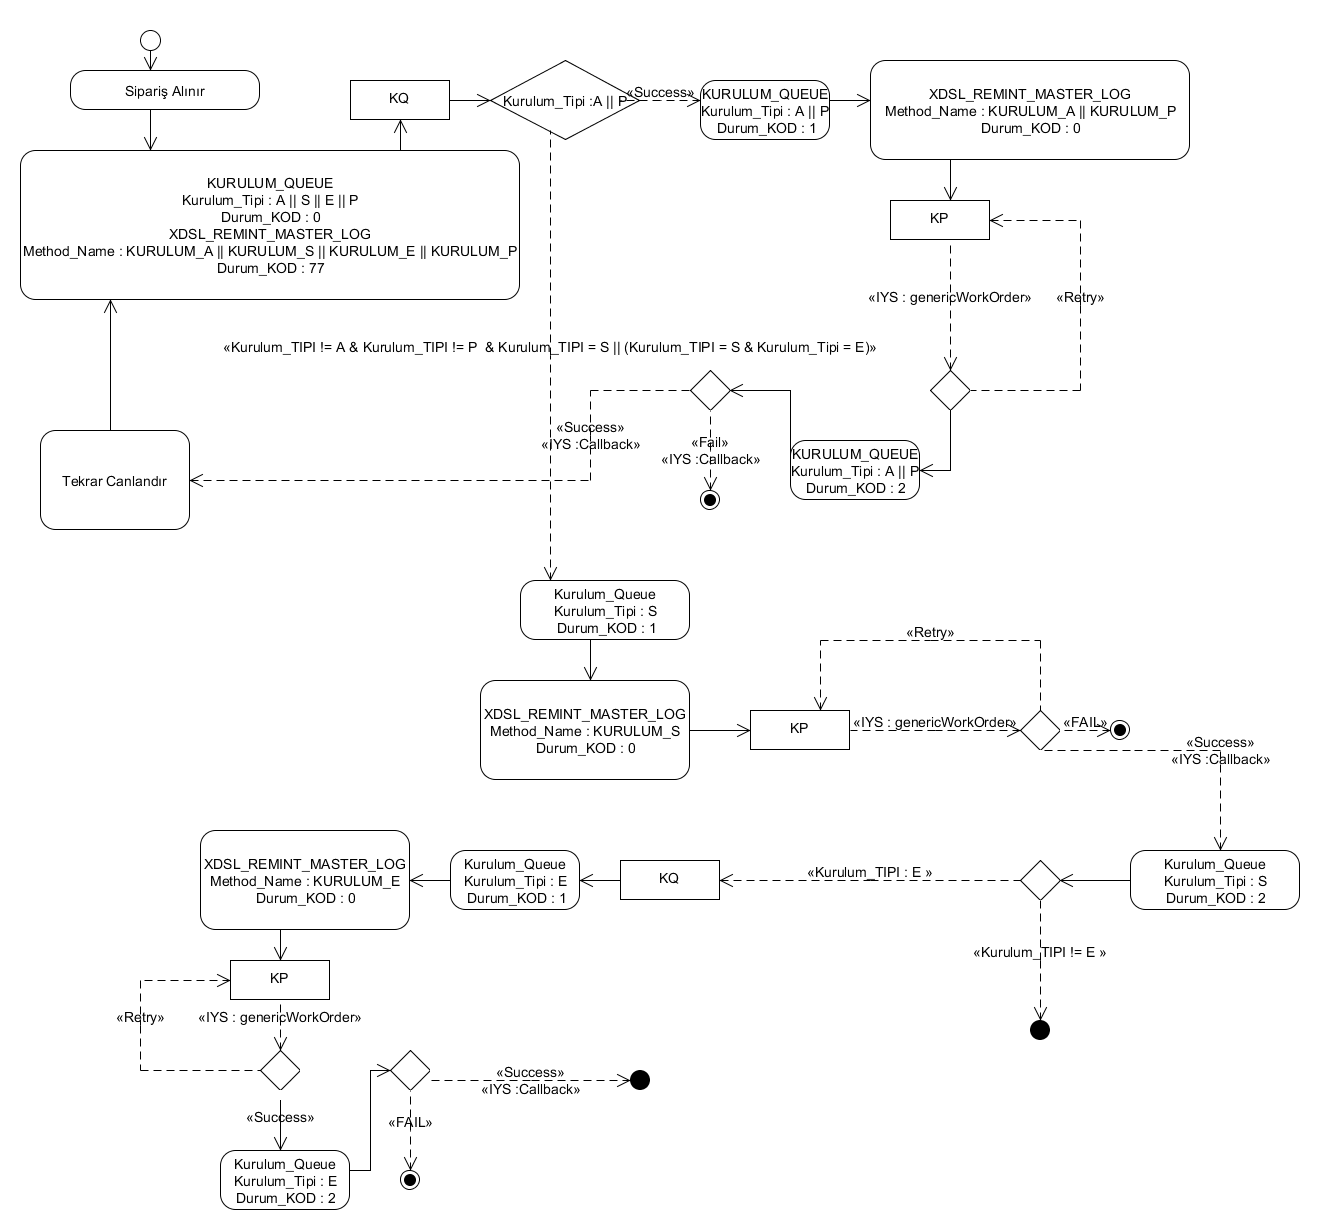 Sipariş Alınır
KURULUM_QUEUE
Kurulum_Tipi : A || S || E || P
Durum_KOD : 0
XDSL_REMINT_MASTER_LOG
Method_Name : KURULUM_A || KURULUM_S || KURULUM_E || KURULUM_P
Durum_KOD : 77
KQ
Kurulum_Tipi :A || P
«Success»
KURULUM_QUEUE
Kurulum_Tipi : A || P
Durum_KOD : 1
XDSL_REMINT_MASTER_LOG
Method_Name : KURULUM_A || KURULUM_P
Durum_KOD : 0
KP
«IYS : genericWorkOrder»
«Retry»
«Kurulum_TIPI != A & Kurulum_TIPI != P & Kurulum_TIPI = S || (Kurulum_TIPI = S & Kurulum_Tipi = E)»
KURULUM_QUEUE
Kurulum_Tipi : A || P
Durum_KOD : 2
«Fail»
«IYS :Callback»
«Success»
«IYS :Callback»
Tekrar Canlandır
Kurulum_Queue
Kurulum_Tipi : S
Durum_KOD : 1
XDSL_REMINT_MASTER_LOG
Method_Name : KURULUM_S
Durum_KOD : 0
KP
«Retry»
«IYS : genericWorkOrder»
«FAIL»
«Success»
«IYS :Callback»
Kurulum_Queue
Kurulum_Tipi : S
Durum_KOD : 2
«Kurulum_TIPI : E »
«Kurulum_TIPI != E »
KQ
Kurulum_Queue
Kurulum_Tipi : E
Durum_KOD : 1
XDSL_REMINT_MASTER_LOG
Method_Name : KURULUM_E
Durum_KOD : 0
KP
«Retry»
«IYS : genericWorkOrder»
«Success»
Kurulum_Queue
Kurulum_Tipi : E
Durum_KOD : 2
«Success»
«IYS :Callback»
«FAIL»